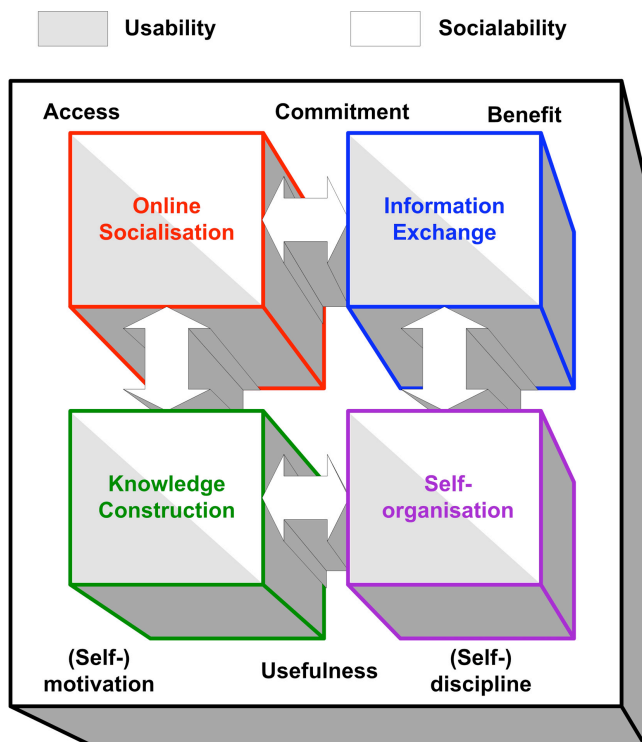 Usability
Socialability
Access
Commitment
Benefit
Online
Socialisation
Information
Exchange
Knowledge
Construction
Self-
organisation
(Self-)
motivation
Usefulness
(Self-)
discipline